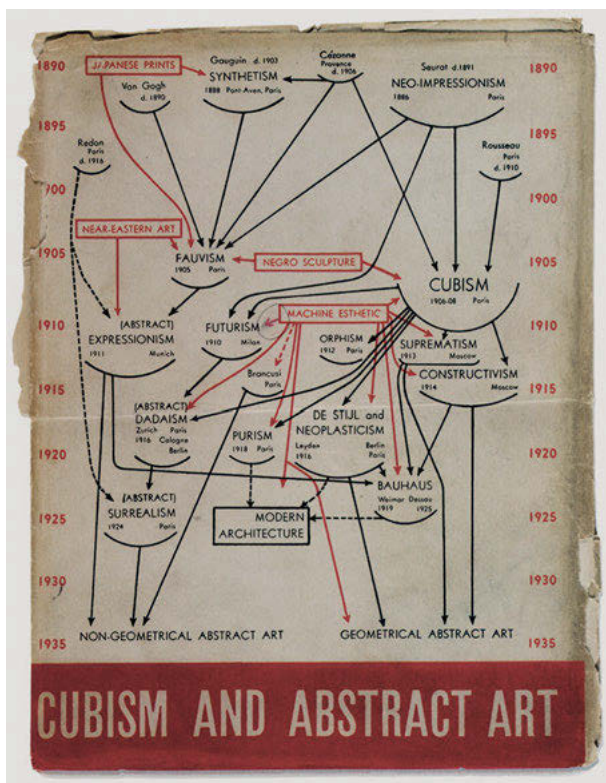 1890
JAPANESE PRINTS
Van Gogh
d. 1890
Gauguin d. 1903
SYNTHETISM
1888 Pont-Aven, Paris
Cézanne
Provence
d. 1906
Seurat d.1891
NEO-IMPRESSIONISM
1886 Paris
1890
1895
Redon
Paris
d. 1916
Rousseau
Paris
d. 1910
1895
900
1900
NEAR-EASTERN ART
1905
FAUVISM
1905 Paris
NEGRO SCULPTURE
CUBISM
1906-08 Paris
1905
1910
(ABSTRACT)
EXPRESSIONISM
1911 Munich
FUTURISM
1910 Milan
MACHINE ESTHETIC
ORPHISM
1912 Paris
SUPREMATISM
1913 Moscow
1910
Brancusi
Paris
CONSTRUCTIVISM
1914 Moscow
1915
(ABSTRACT)
DADAISM
Zurich Paris
1916 Cologne
Berlin
PURISM
1918 Paris
DE STIJL and
NEOPLASTICISM
Leyden Berlin
1916 Paris
1915
1920
BAUHAUS
Weimar Dessau
1919 1925
1920
1925
(ABSTRACT)
SURREALISM
1924 Paris
MODERN
ARCHITECTURE
1925
1930
1930
1935
NON-GEOMETRICAL ABSTRACT ART
GEOMETRICAL ABSTRACT ART
1935
CUBISM AND ABSTRACT ART